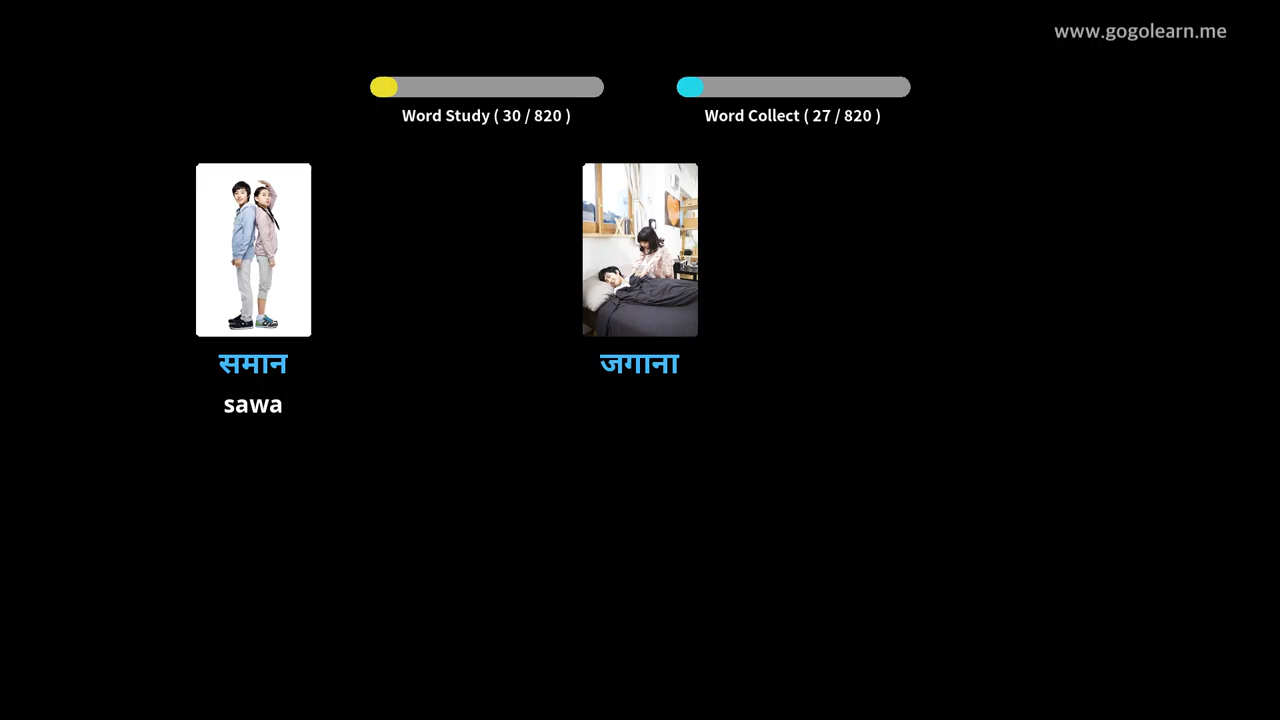 www.gogolearn.me
Word Study ( 30 / 820 )
Word Collect ( 27 / 820 )
समान
sawa
जगाना